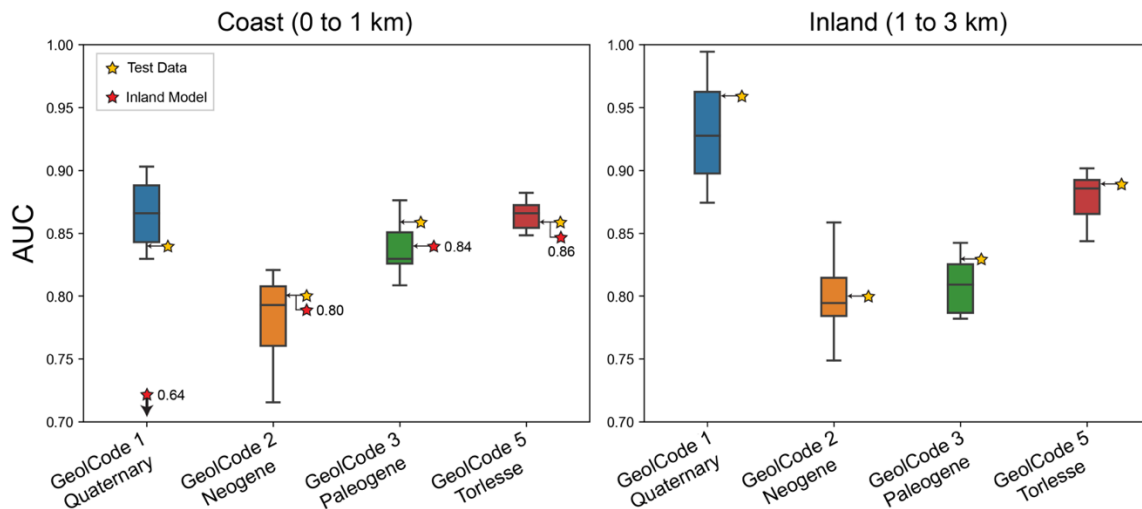 Coast (0 to 1 km)
Inland (1 to 3 km)
AUC
1.00
0.95
0.90
0.85
0.80
0.75
0.70
Test Data
Inland Model
0.64
0.80
0.84
0.86
GeolCode 1
Quaternary
GeolCode 2
Neogene
GeolCode 3
Paleogene
GeolCode 5
Torlesse
1.00
0.95
0.90
0.85
0.80
0.75
0.70
GeolCode 1
Quaternary
GeolCode 2
Neogene
GeolCode 3
Paleogene
GeolCode 5
Torlesse